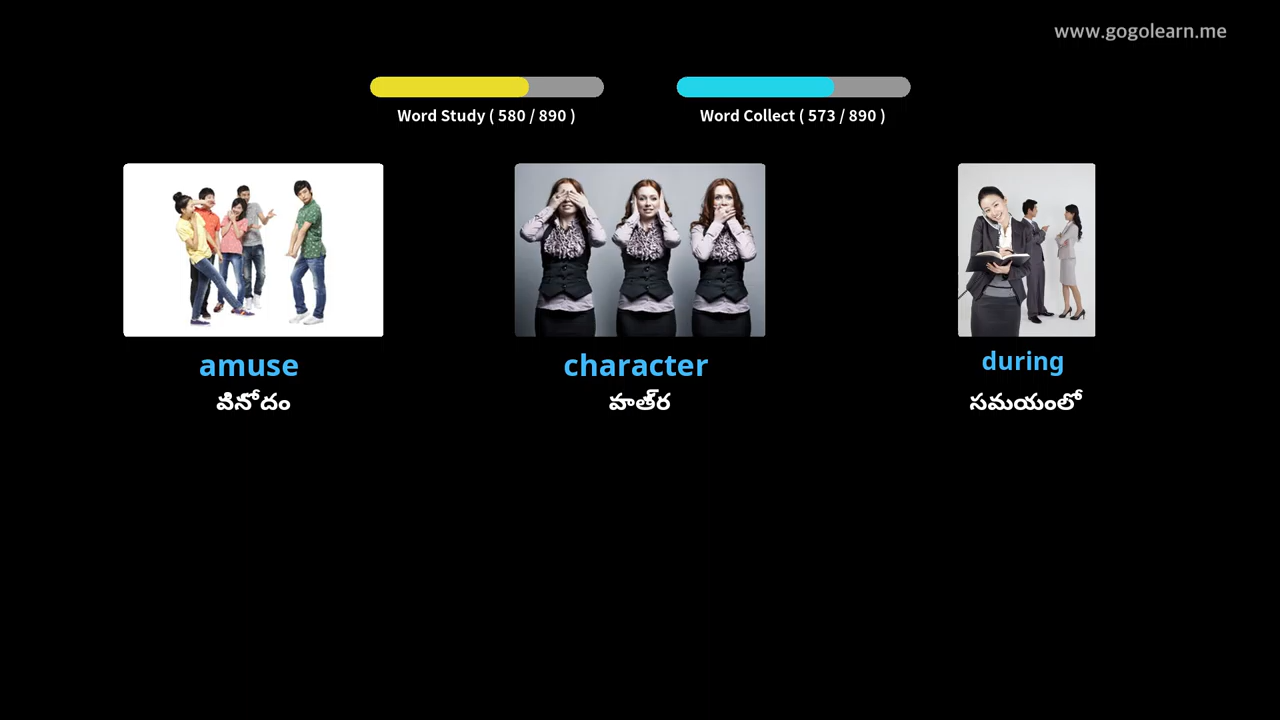 www.gogolearn.me
Word Study ( 580 / 890 )
Word Collect ( 573 / 890 )
amuse
character
during
వినోదం
పాత్ర
సమయంలో